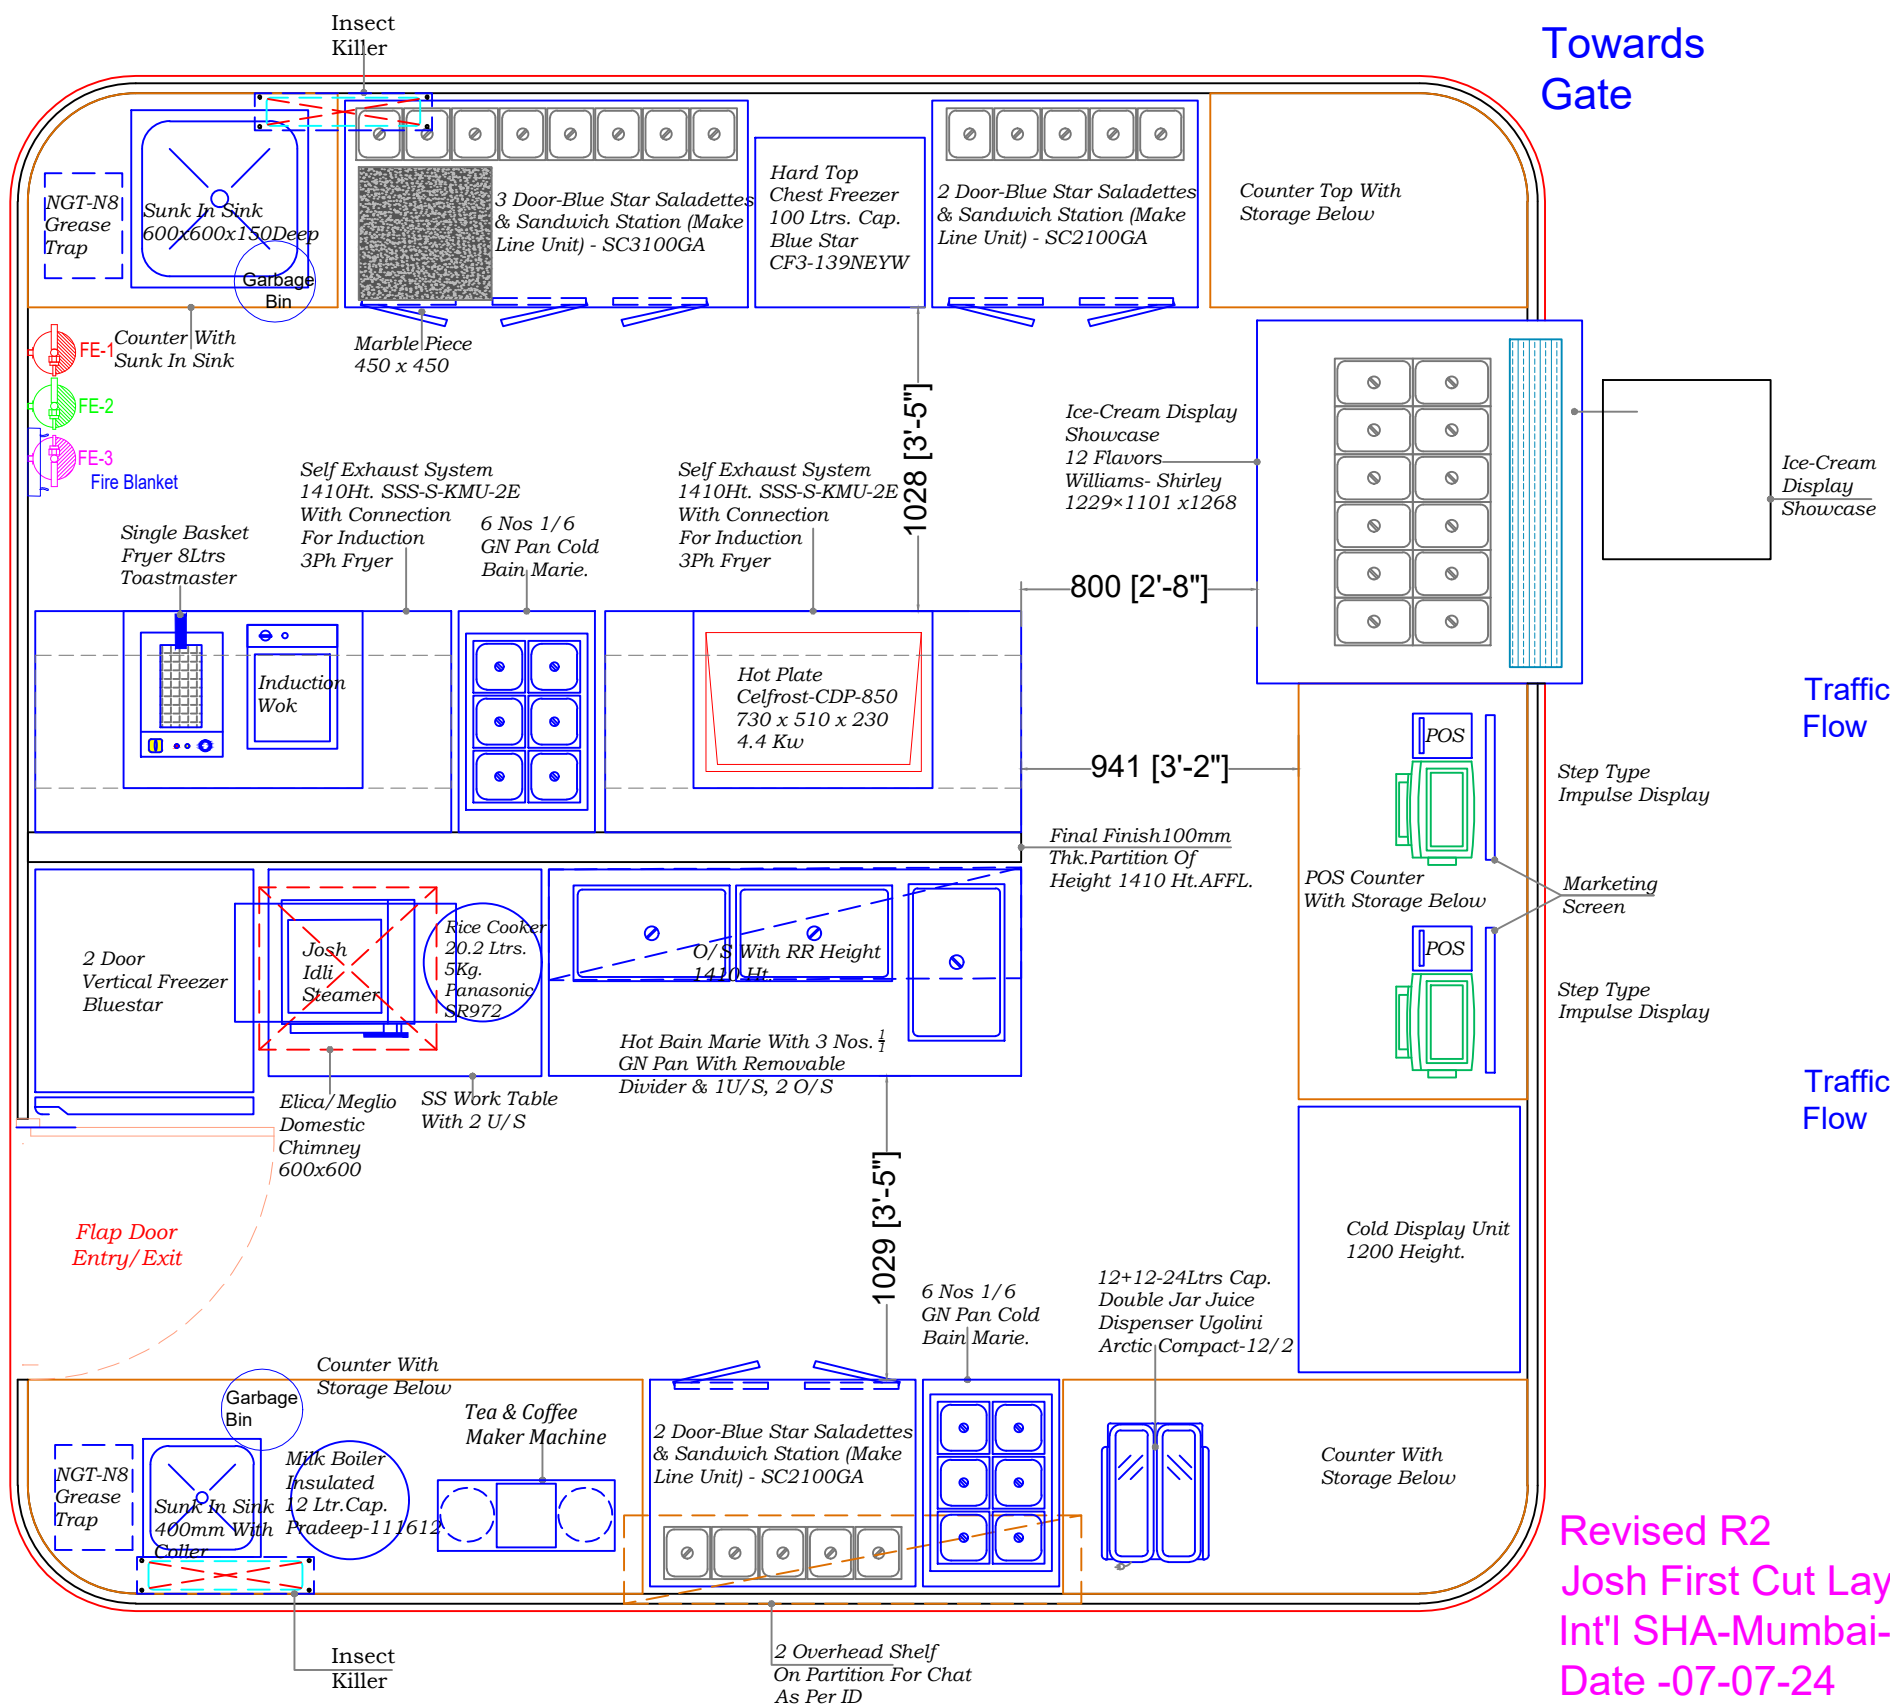 Insect
Killer
Towards
Gate
NGT-N8
Grease
Trap
Sunk In Sink
600x600x150Deep
Garbage
Bin
3 Door-Blue Star Saladettes
& Sandwich Station (Make
Line Unit) - SC3100GA
Hard Top
Chest Freezer
100 Ltrs. Cap.
Blue Star
CF3-139NEYW
2 Door-Blue Star Saladettes
& Sandwich Station (Make
Line Unit) - SC2100GA
Counter Top With
Storage Below
FE-1
FE-2
FE-3
Fire Blanket
Counter With
Sunk In Sink
Marble Piece
450 x 450
1028 [3'-5"]
Ice-Cream Display
Showcase
12 Flavors
Williams- Shirley
1229×1101 x1268
Ice-Cream
Display
Showcase
Single Basket
Fryer 8Ltrs
Toastmaster
Self Exhaust System
1410Ht. SSS-S-KMU-2E
With Connection
For Induction
3Ph Fryer
6 Nos 1/6
GN Pan Cold
Bain Marie.
Self Exhaust System
1410Ht. SSS-S-KMU-2E
With Connection
For Induction
3Ph Fryer
800 [2'-8"]
Induction
Wok
Hot Plate
Celfrost-CDP-850
730 x 510 x 230
4.4 Kw
941 [3'-2"]
Traffic
Flow
POS
Step Type
Impulse Display
Final Finish100mm
Thk.Partition Of
Height 1410 Ht.AFFL.
POS Counter
With Storage Below
Marketing
Screen
POS
Step Type
Impulse Display
2 Door
Vertical Freezer
Bluestar
Josh
Idli
Steamer
Rice Cooker
20.2 Ltrs.
5Kg.
Panasonic
SR972
O/S With RR Height
1410 Ht.
Hot Bain Marie With 3 Nos. 1/1
GN Pan With Removable
Divider & 1U/S, 2 O/S
Elica/Meglio
Domestic
Chimney
600x600
SS Work Table
With 2 U/S
Traffic
Flow
1029 [3'-5"]
Flap Door
Entry/Exit
Cold Display Unit
1200 Height.
6 Nos 1/6
GN Pan Cold
Bain Marie.
12+12-24Ltrs Cap.
Double Jar Juice
Dispenser Ugolini
Arctic Compact-12/2
Counter With
Storage Below
Garbage
Bin
Tea & Coffee
Maker Machine
NGT-N8
Grease
Trap
Sunk In Sink
400mm With
Coller
Milk Boiler
Insulated
12 Ltr.Cap.
Pradeep-111612
2 Door-Blue Star Saladettes
& Sandwich Station (Make
Line Unit) - SC2100GA
Counter With
Storage Below
Insect
Killer
2 Overhead Shelf
On Partition For Chat
As Per ID
Revised R2
Josh First Cut Lay
Int'l SHA-Mumbai-
Date -07-07-24